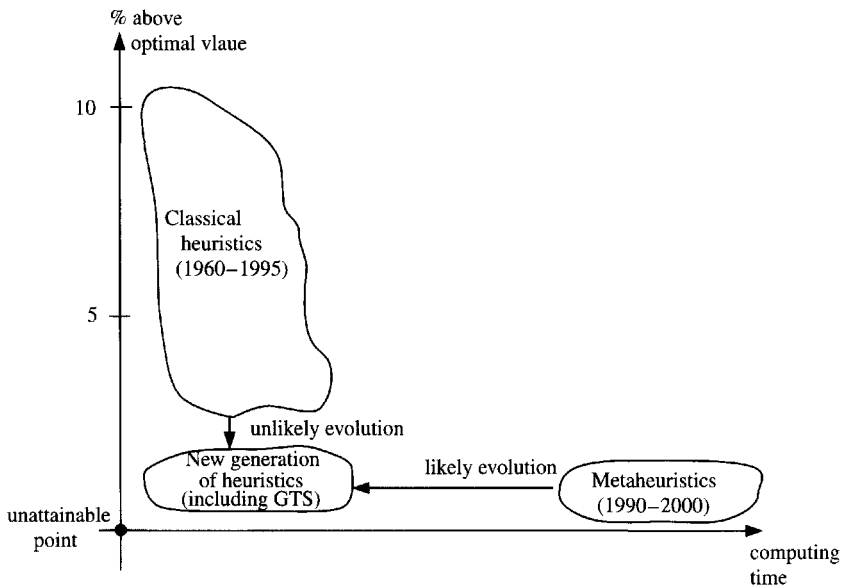 % above
optimal vlaue
10
Classical
heuristics
(1960–1995)
5
unlikely evolution
New generation
of heuristics
(including GTS)
likely evolution
Metaheuristics
(1990–2000)
unattainable
point
computing
time